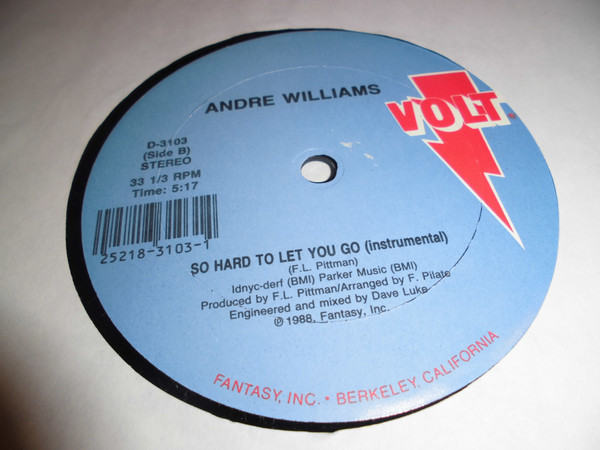 ANDRE WILLIAMS
VOLT
D-3103
(Side B)
STEREO
33 1/3 RPM
Time: 5:17
25218-3103-1
SO HARD TO LET YOU GO (instrumental)
(F.L. Pittman)
Idnyc-derf (BMI) Parker Music (BMI)
Produced by F.L. Pittman/Arranged by F. Pilate
Engineered and mixed by Dave Luke
℗ 1988, Fantasy, Inc.
FANTASY, INC. • BERKELEY, CALIFORNIA